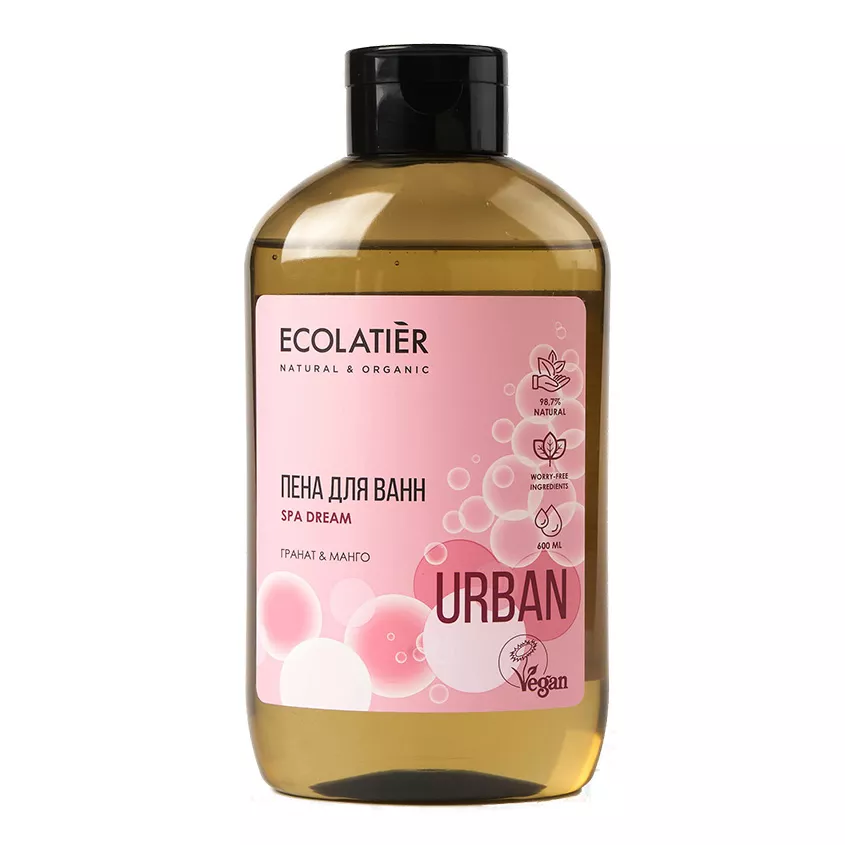 ECOLATIÈR
NATURAL & ORGANIC
98,7%
NATURAL
WORRY-FREE
INGREDIENTS
ПЕНА ДЛЯ ВАНН
SPA DREAM
600 ML
ГРАНАТ & МАНГО
URBAN
Vegan